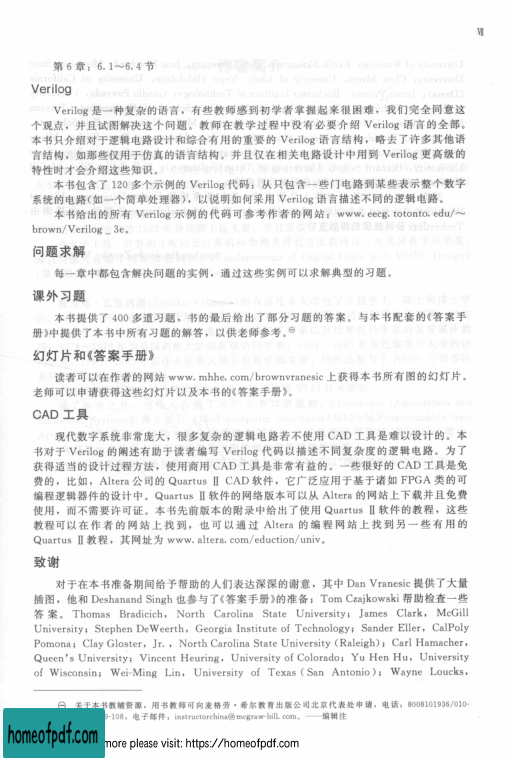 Ⅶ
第6章：6.1～6.4节
Verilog
Verilog是一种复杂的语言，有些教师感到初学者掌握起来很困难，我们完全同意这
个观点，并且试图解决这个问题。教师在教学过程中没有必要介绍 Verilog 语言的全部。
本书只介绍对于逻辑电路设计和综合有用的重要的 Verilog 语言结构，略去了许多其他语
言结构，如那些仅用于仿真的语言结构，并且仅在相关电路设计中用到 Verilog 更高级的
特性时才会介绍这些知识。
本书包含了120多个示例的 Verilog 代码：从只包含一些门电路到某些表示整个数字
系统的电路(如一个简单处理器)，以说明如何采用 Verilog 语言描述不同的逻辑电路。
本书给出的所有 Verilog 示例的代码可参考作者的网站：www. eecg. totonto. edu/～
brown/Verilog _ 3e。
问题求解
每一章中都包含解决问题的实例，通过这些实例可以求解典型的习题。
课外习题
本书提供了 400 多道习题，书的最后给出了部分习题的答案。与本书配套的《答案手
册》中提供了本书中所有习题的解答，以供老师参考。㊀
幻灯片和《答案手册》
读者可以在作者的网站 www. mhhe. com/brownvranesic 上获得本书所有图的幻灯片。
老师可以申请获得这些幻灯片以及本书的《答案手册》。
CAD 工具
现代数字系统非常庞大，很多复杂的逻辑电路若不使用 CAD 工具是难以设计的。本
书对于 Verilog 的阐述有助于读者编写 Verilog 代码以描述不同复杂度的逻辑电路。为了
获得适当的设计过程方法，使用商用 CAD 工具是非常有益的。一些很好的 CAD 工具是免
费的，比如，Altera 公司的 Quartus Ⅱ CAD 软件，它广泛应用于基于诸如 FPGA 类的可
编程逻辑器件的设计中。Quartus Ⅱ 软件的网络版本可以从 Altera 的网站上下载并且免费
使用，而不需要许可证。本书先前版本的附录中给出了使用 Quartus Ⅱ 软件的教程，这些
教程可以在作者的网站上找到，也可以通过 Altera 的编程网站上找到另一些有用的
Quartus Ⅱ教程，其网址为 www. altera. com/eduction/univ。
致谢
对于在本书准备期间给予帮助的人们表达深深的谢意，其中 Dan Vranesic 提供了大量
插图，他和 Deshanand Singh 也参与了《答案手册》的准备；Tom Czajkowski 帮助检查一些
答案。Thomas Bradicich，North Carolina State University；James Clark，McGill
University；Stephen DeWeerth，Georgia Institute of Technology；Sander Eller，CalPoly
Pomona；Clay Gloster，Jr.，North Carolina State University (Raleigh)；Carl Hamacher，
Queen's University；Vincent Heuring，University of Colorado；Yu Hen Hu，University
of Wisconsin；Wei-Ming Lin，University of Texas (San Antonio)；Wayne Loucks，
㊀ 关于本书教辅资源，用书教师可向麦格劳·希尔教育出版公司北京代表处申请，电话：8008101936/010-
-108，电子邮件：instructorchina@mcgraw-hill. com。——编辑注
homeofpdf.com
more please visit: https://homeofpdf.com